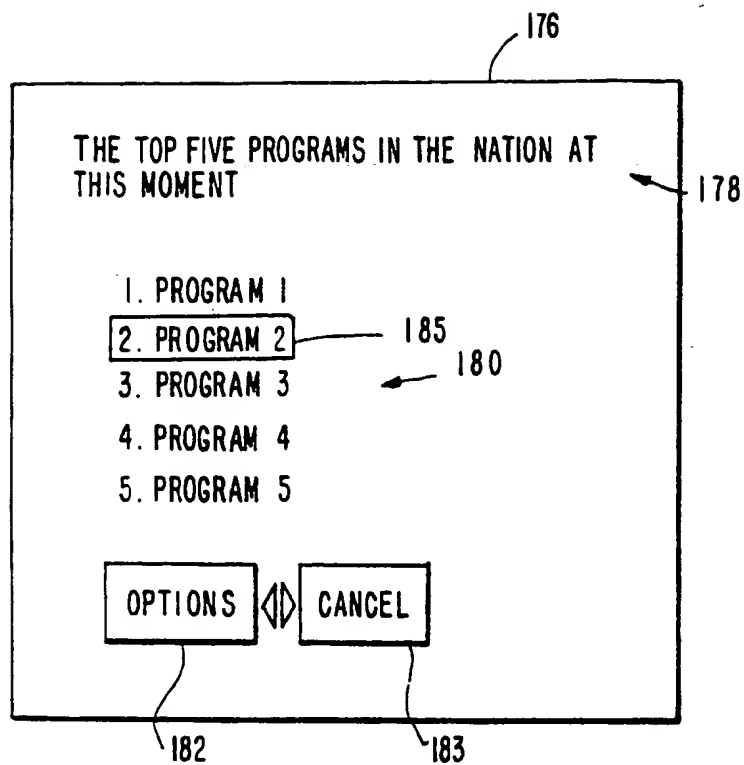 176
THE TOP FIVE PROGRAMS IN THE NATION AT
THIS MOMENT
178
1. PROGRAM 1
2. PROGRAM 2
185
3. PROGRAM 3
180
4. PROGRAM 4
5. PROGRAM 5
OPTIONS
CANCEL
182
183